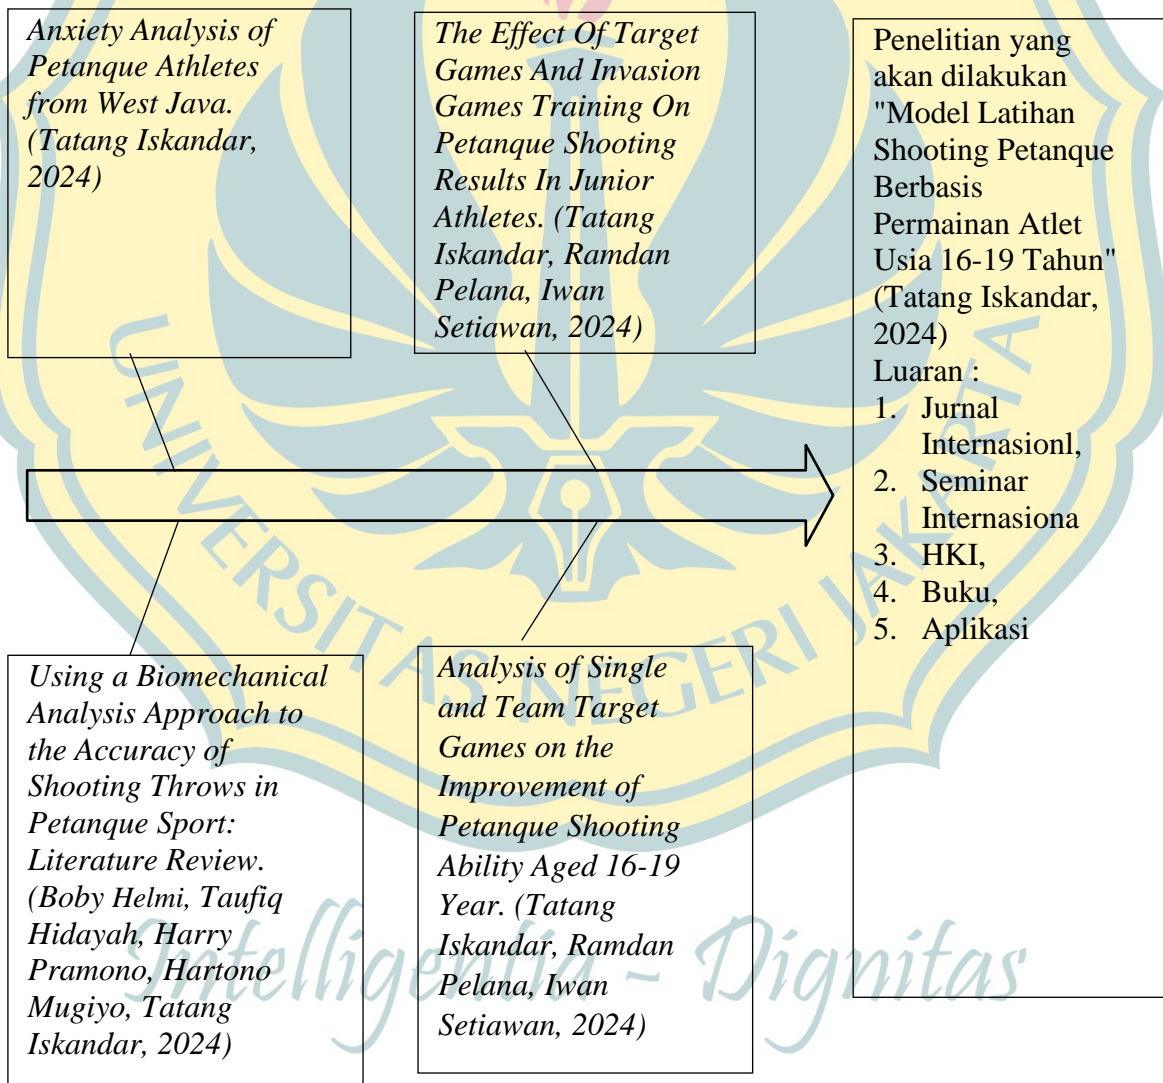 Anxiety Analysis of
Petanque Athletes
from West Java.
(Tatang Iskandar,
2024)
The Effect Of Target
Games And Invasion
Games Training On
Petanque Shooting
Results In Junior
Athletes. (Tatang
Iskandar, Ramdan
Pelana, Iwan
Setiawan, 2024)
Penelitian yang
akan dilakukan
"Model Latihan
Shooting Petanque
Berbasis
Permainan Atlet
Usia 16-19 Tahun"
(Tatang Iskandar,
2024)
Luaran :
1. Jurnal
Internasionl,
2. Seminar
Internasiona
3. HKI,
4. Buku,
5. Aplikasi
Using a Biomechanical
Analysis Approach to
the Accuracy of
Shooting Throws in
Petanque Sport:
Literature Review.
(Boby Helmi, Taufiq
Hidayah, Harry
Pramono, Hartono
Mugiyo, Tatang
Iskandar, 2024)
Analysis of Single
and Team Target
Games on the
Improvement of
Petanque Shooting
Ability Aged 16-19
Year. (Tatang
Iskandar, Ramdan
Pelana, Iwan
Setiawan, 2024)
UNIVERSITAS NEGERI JAKARTA
Intelligentia - Dignitas